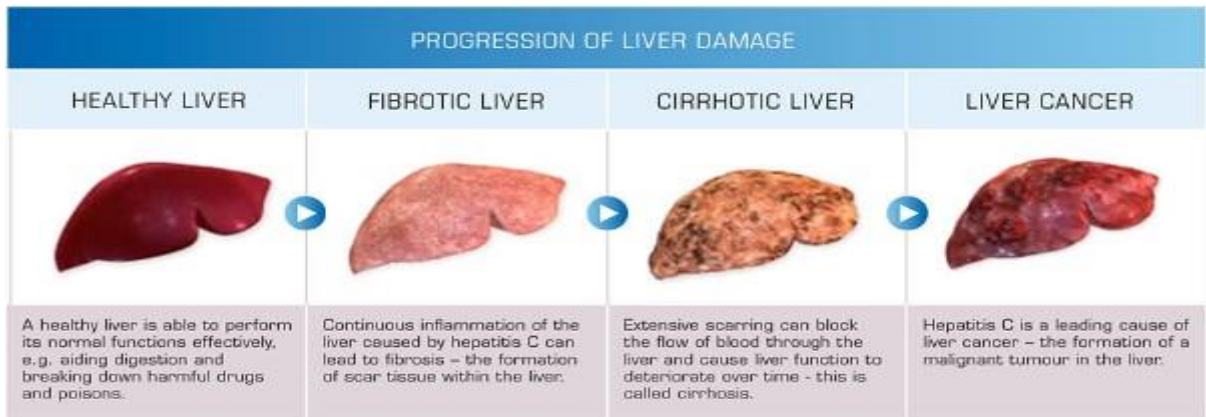 PROGRESSION OF LIVER DAMAGE
HEALTHY LIVER
FIBROTIC LIVER
CIRRHOTIC LIVER
LIVER CANCER
A healthy liver is able to perform
its normal functions effectively,
e.g. aiding digestion and
breaking down harmful drugs
and poisons.
Continuous inflammation of the
liver caused by hepatitis C can
lead to fibrosis – the formation
of scar tissue within the liver.
Extensive scarring can block
the flow of blood through the
liver and cause liver function to
deteriorate over time - this is
called cirrhosis.
Hepatitis C is a leading cause of
liver cancer – the formation of a
malignant tumour in the liver.